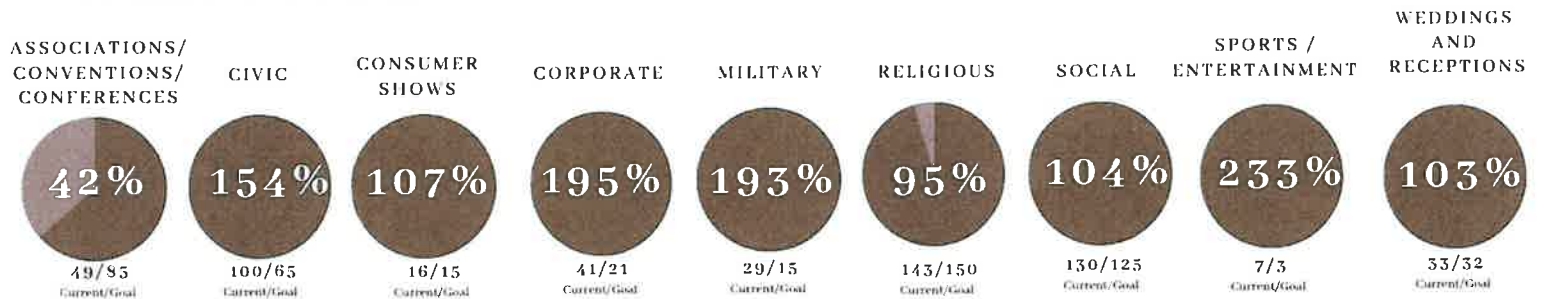 ASSOCIATIONS/
CONVENTIONS/
CONFERENCES
42%
49/85
Current/Goal
CIVIC
154%
100/65
Current/Goal
CONSUMER
SHOWS
107%
16/15
Current/Goal
CORPORATE
195%
41/21
Current/Goal
MILITARY
193%
29/15
Current/Goal
RELIGIOUS
95%
143/150
Current/Goal
SOCIAL
104%
130/125
Current/Goal
SPORTS /
ENTERTAINMENT
233%
7/3
Current/Goal
WEDDINGS
AND
RECEPTIONS
103%
33/32
Current/Goal